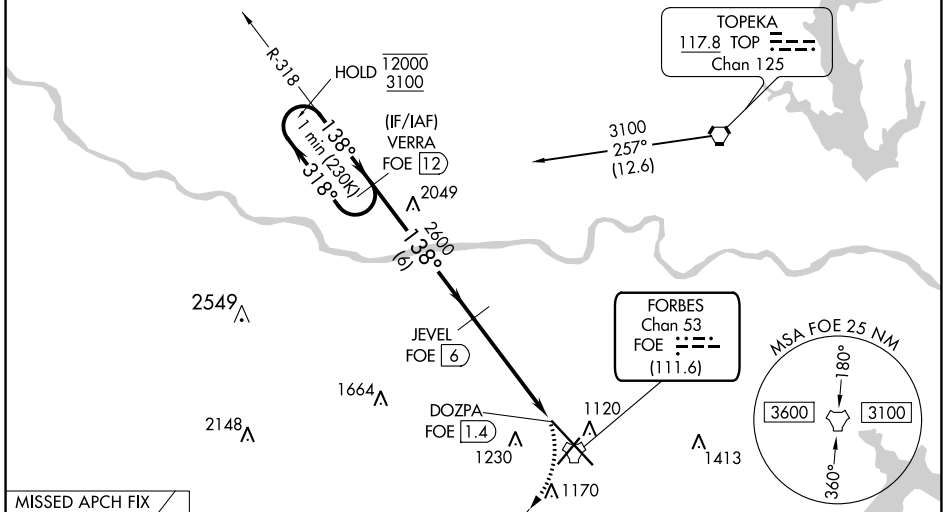 R-318
HOLD
12000
3100
138°
1 min (230K)
318°
(IF/IAF)
VERRA
FOE 12
2049
TOPEKA
117.8 TOP
Chan 125
3100
257°
(12.6)
2600
138°
(6)
2549
JEVEL
FOE 6
FORBES
Chan 53
FOE
(111.6)
MSA FOE 25 NM
180°
3600
3100
360°
1664
2148
DOZPA
FOE 1.4
1120
1230
1413
1170
MISSED APCH FIX